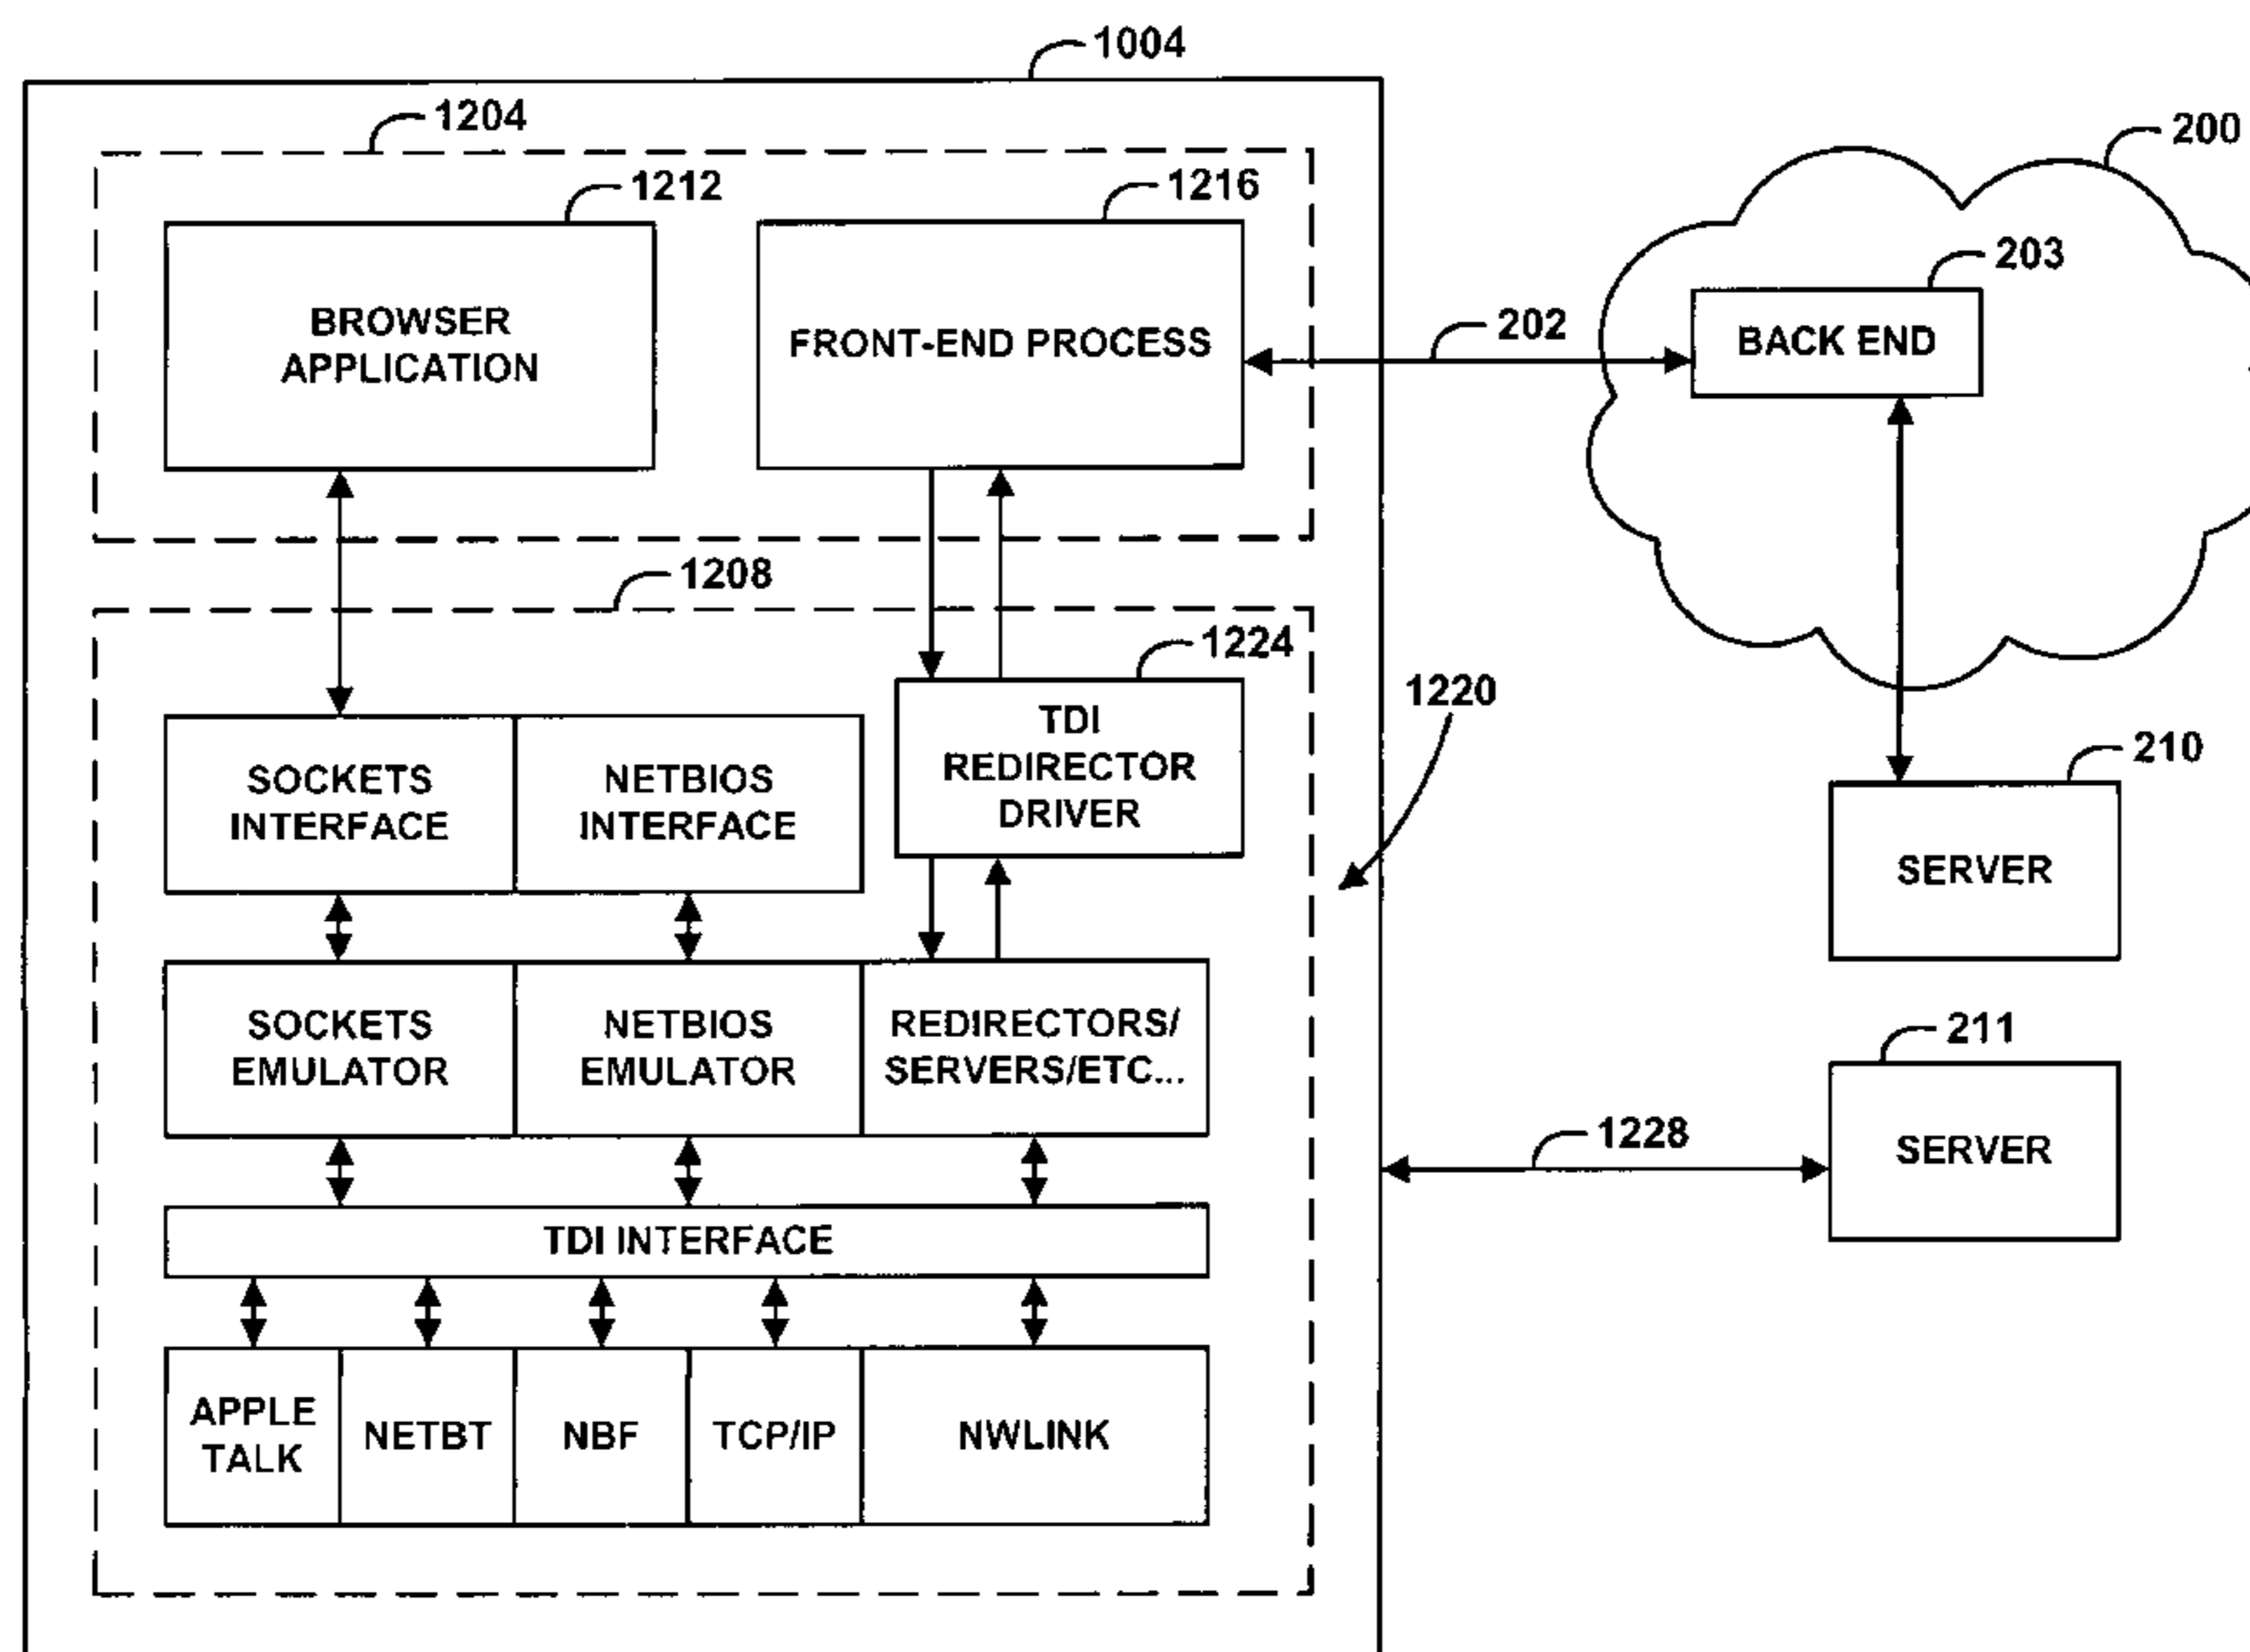 1004
1204
200
1212
1216
203
BROWSER
APPLICATION
FRONT-END PROCESS
202
BACK END
1208
1224
1220
SOCKETS
INTERFACE
NETBIOS
INTERFACE
TDI
REDIRECTOR
DRIVER
210
SERVER
SOCKETS
EMULATOR
NETBIOS
EMULATOR
REDIRECTORS/
SERVERS/ETC...
211
1228
SERVER
TDI INTERFACE
APPLE
TALK
NETBT
NBF
TCP/IP
NWLINK